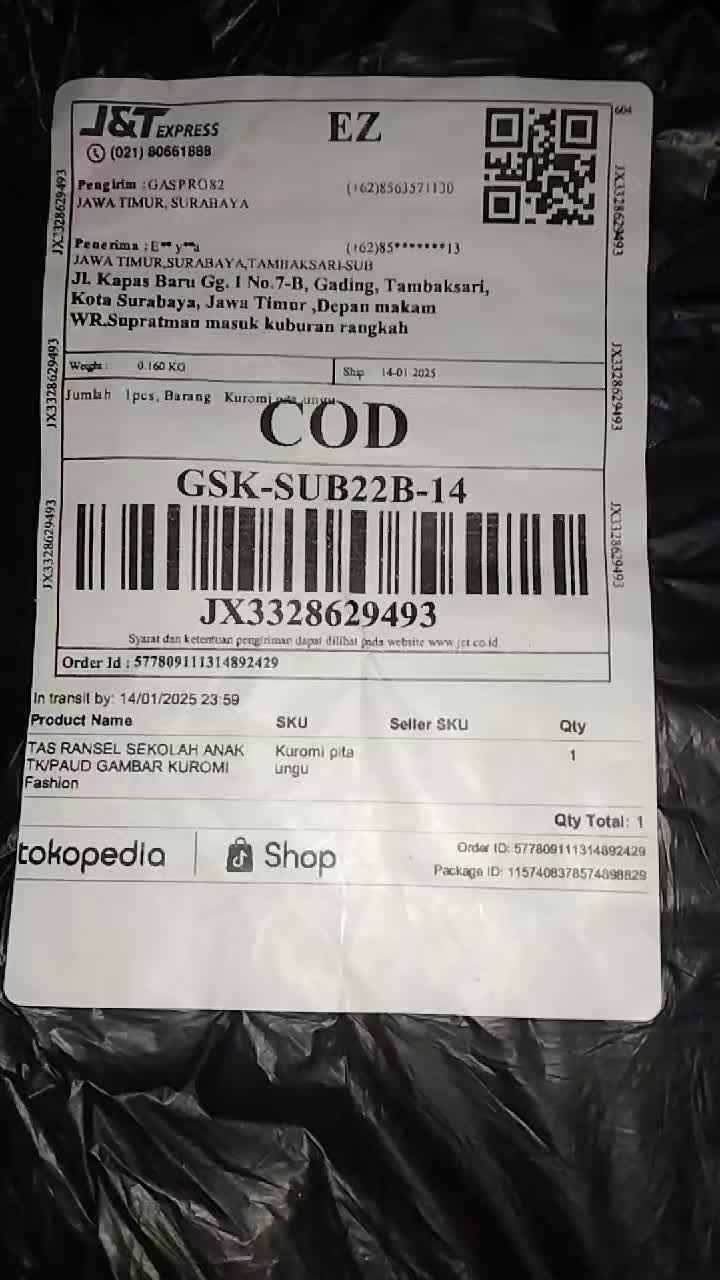 J&T EXPRESS
(021) 80661888
EZ
604
Pengirim : GASPRO82 (+62)8563571130
JAWA TIMUR, SURABAYA
Penerima : E** y**a (+62)85*******13
JAWA TIMUR,SURABAYA,TAMBAKSARI-SUB
Jl. Kapas Baru Gg. 1 No.7-B, Gading, Tambaksari,
Kota Surabaya, Jawa Timur ,Depan makam
WR.Supratman masuk kuburan rangkah
Weight : 0.160 KG
Ship 14-01-2025
Jumlah 1pcs, Barang Kuromi pita ungu
COD
GSK-SUB22B-14
JX3328629493
Syarat dan ketentuan pengiriman dapat dilihat pada website www.jet.co.id
Order Id : 577809111314892429
JX3328629493
JX3328629493
JX3328629493
JX3328629493
JX3328629493
JX3328629493
In transit by: 14/01/2025 23:59
Product Name SKU Seller SKU Qty
TAS RANSEL SEKOLAH ANAK Kuromi pita 1
TK/PAUD GAMBAR KUROMI ungu
Fashion
Qty Total: 1
tokopedia Shop
Order ID: 577809111314892429
Package ID: 1157408378574898829